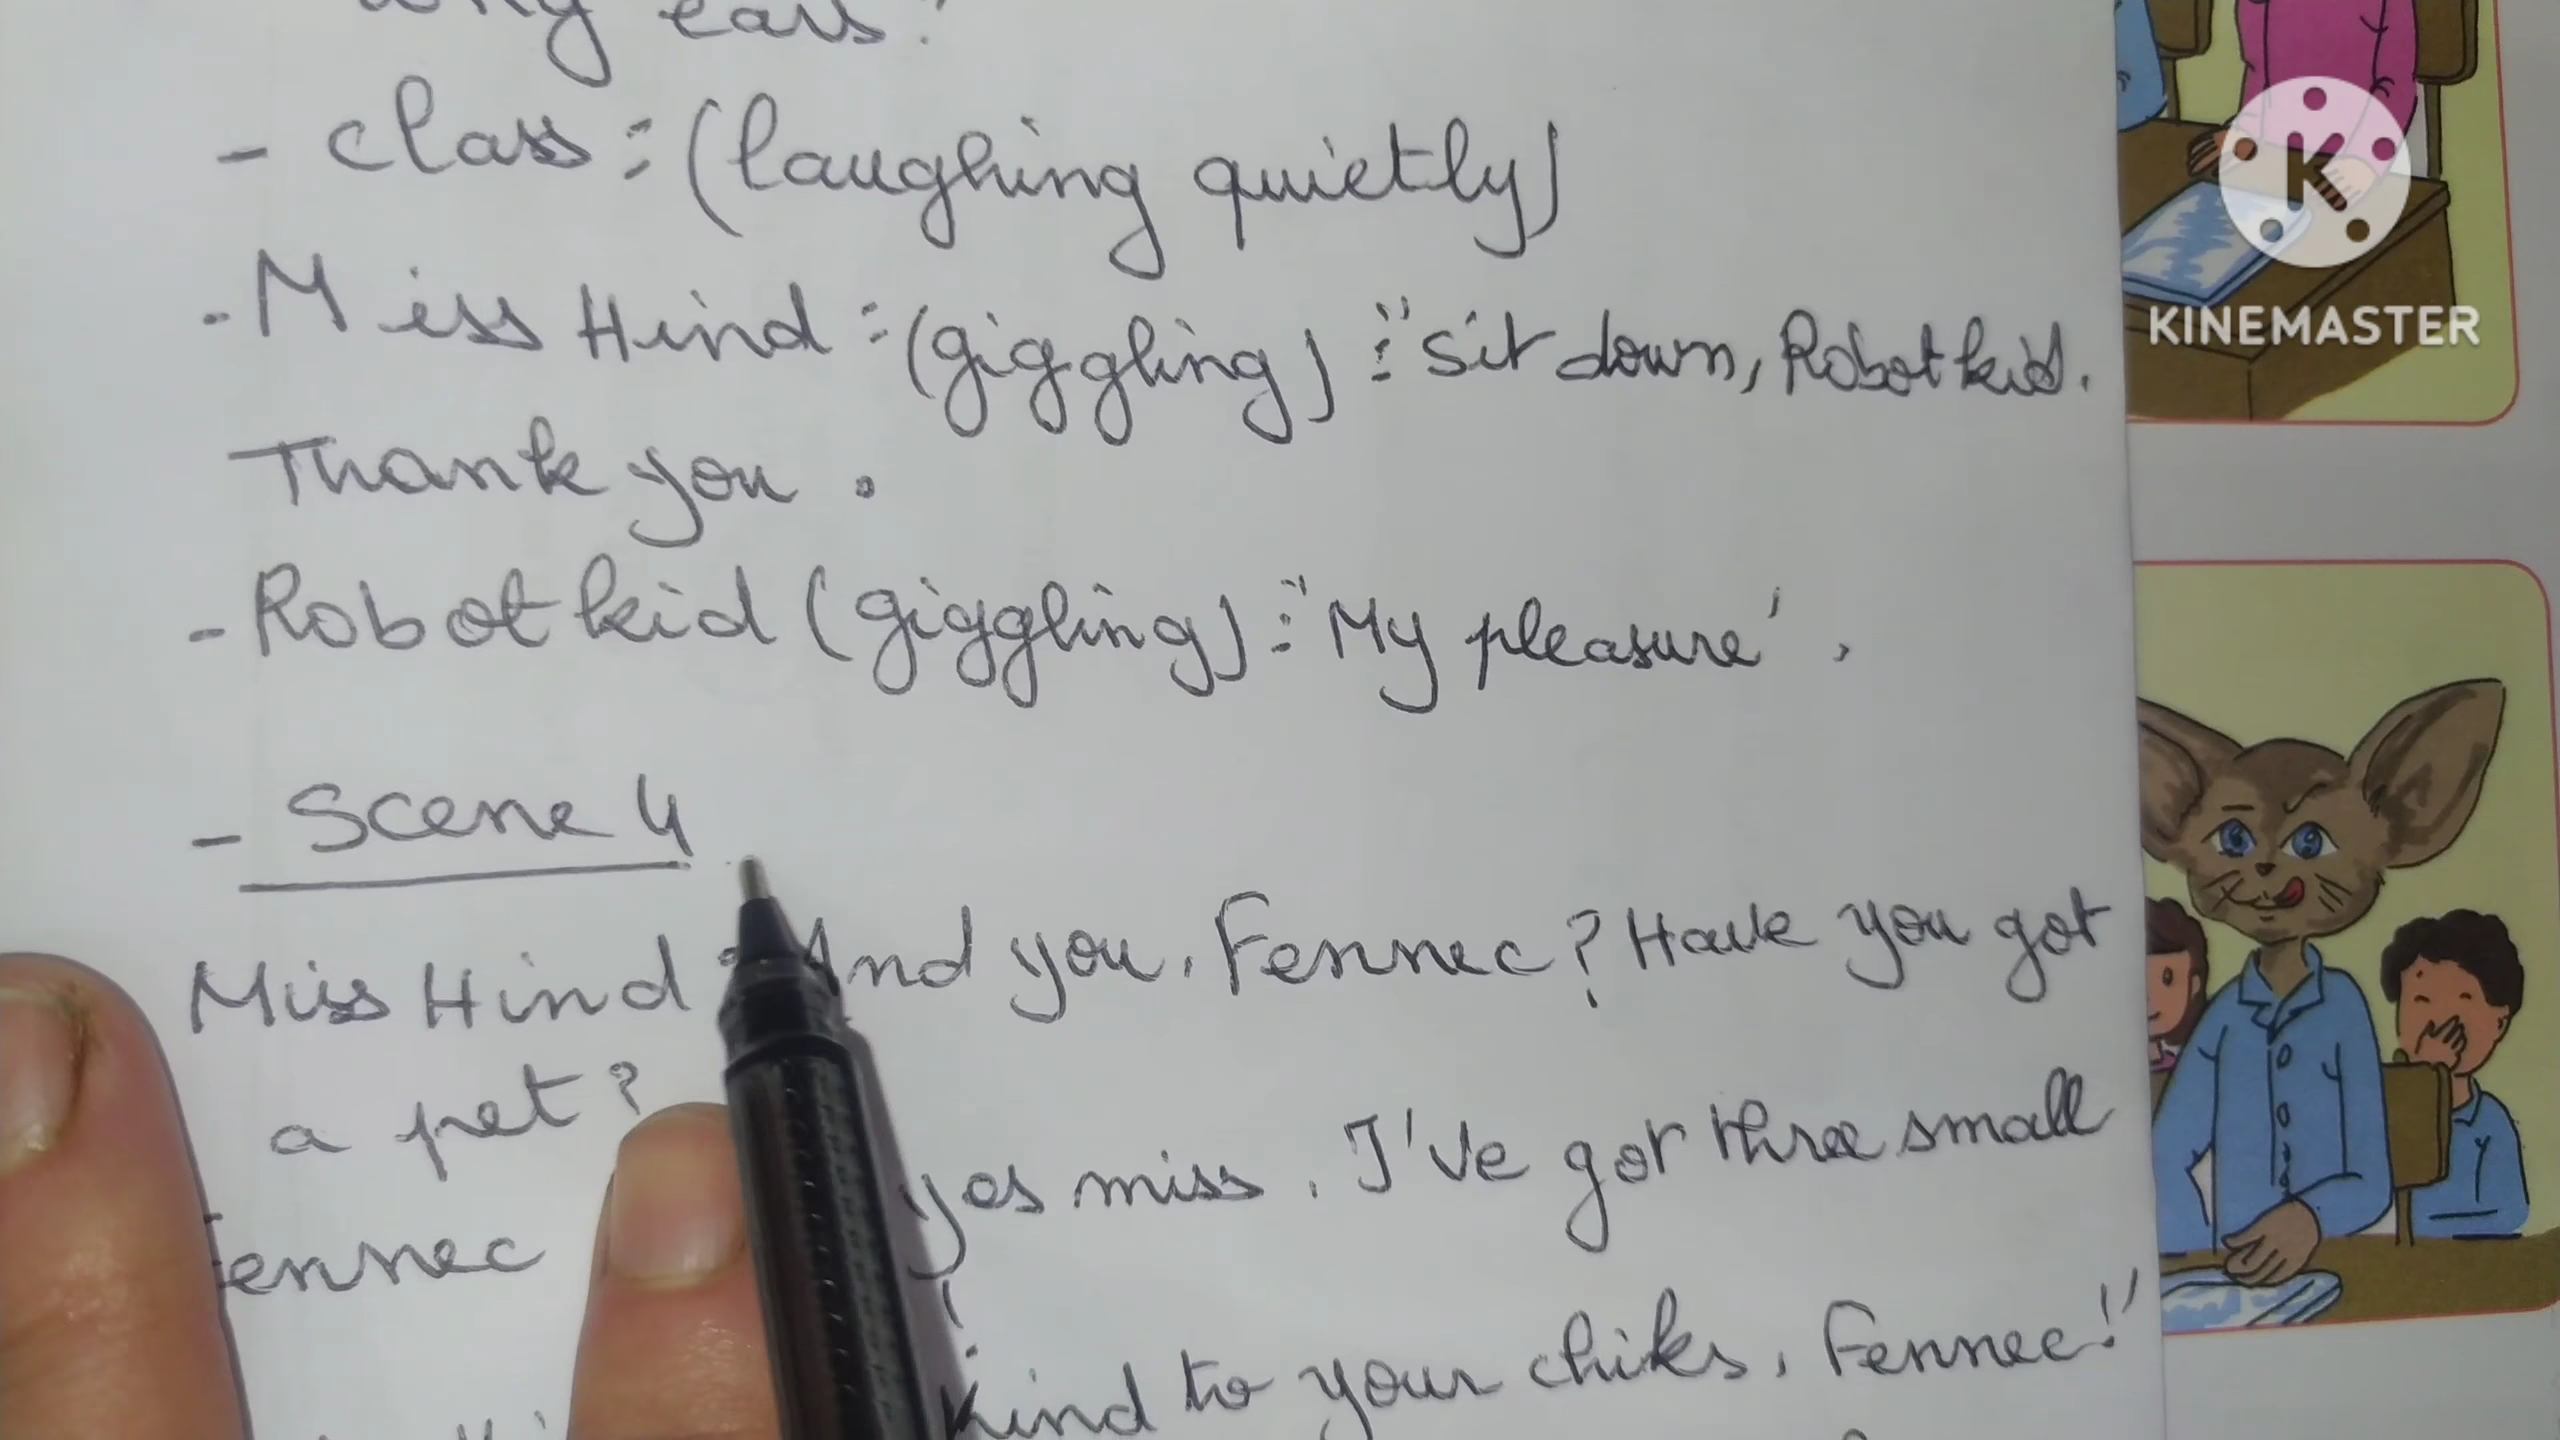 ears?
- Class : (laughing quietly)
- Miss Hind : (giggling) : "Sit down, Robot kid.
Thank you .
- Robot kid (giggling) : "My pleasure' .
- Scene 4
Miss Hind : And you, Fennec? Have you got
a pet?
Fennec yes miss. I've got three small
kind to your chiks, Fennec!"
K
KINEMASTER